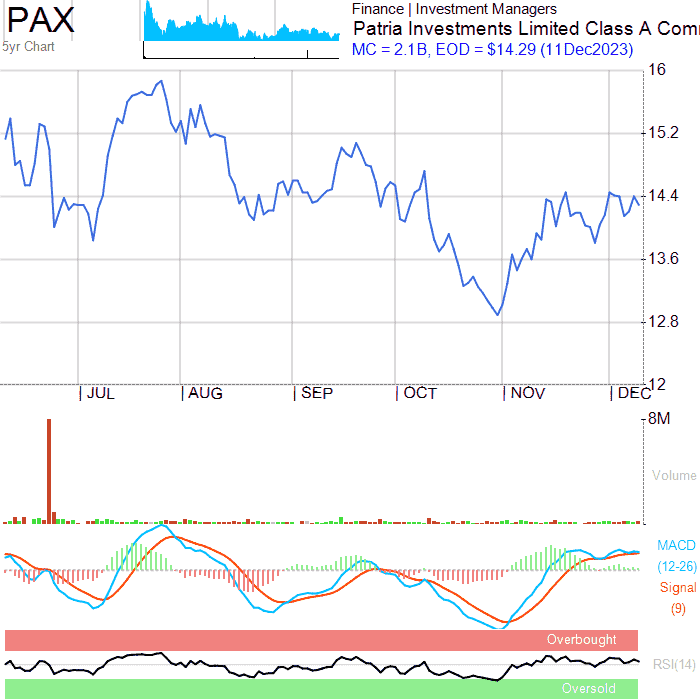 PAX
5yr Chart
Finance | Investment Managers
Patria Investments Limited Class A Com
MC = 2.1B, EOD = $14.29 (11Dec2023)
16
15.2
14.4
13.6
12.8
12
JUL AUG SEP OCT NOV DEC
8M
Volume
MACD
(12-26)
Signal
(9)
Overbought
RSI(14)
Oversold